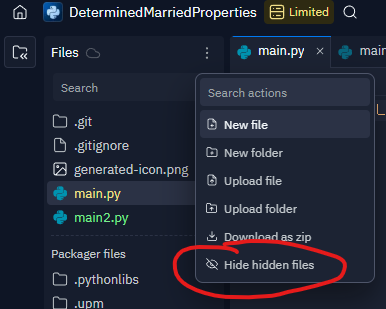 DeterminedMarriedProperties Limited
Files
main.py
main
Search
Search actions
.git
New file
.gitignore
New folder
generated-icon.png
Upload file
main.py
Upload folder
main2.py
Download as zip
Packager files
Hide hidden files
.pythonlibs
.upm